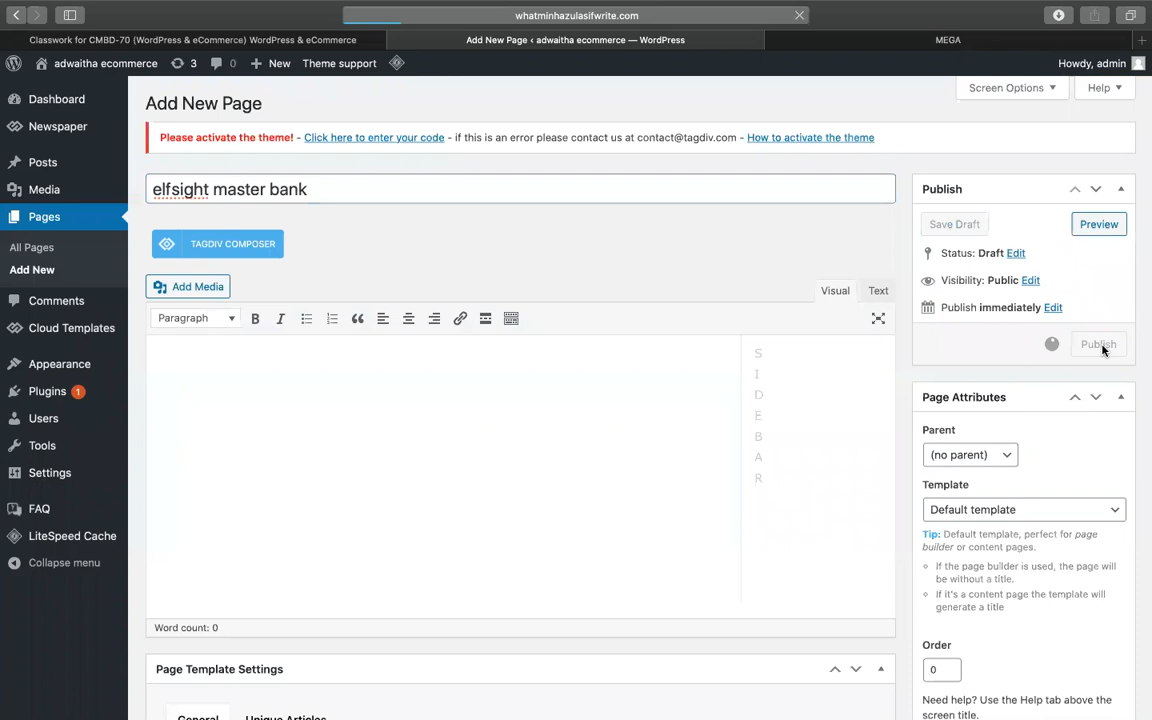 whatminhazulasifwrite.com
Classwork for CMBD-70 (WordPress & eCommerce) WordPress & eCommerce
Add New Page ‹ adwaitha ecommerce — WordPress
MEGA
adwaitha ecommerce
3
0
New
Theme support
Howdy, admin
Dashboard
Newspaper
Posts
Media
Pages
All Pages
Add New
Comments
Cloud Templates
Appearance
Plugins 1
Users
Tools
Settings
FAQ
LiteSpeed Cache
Collapse menu
Screen Options
Help
Add New Page
Please activate the theme! - Click here to enter your code - if this is an error please contact us at contact@tagdiv.com - How to activate the theme
elfsight master bank
TAGDIV COMPOSER
Add Media
Visual
Text
Paragraph
B
I
S
I
D
E
B
A
R
Word count: 0
Page Template Settings
General
Unique Articles
Publish
Save Draft
Preview
Status: Draft Edit
Visibility: Public Edit
Publish immediately Edit
Publish
Page Attributes
Parent
(no parent)
Template
Default template
Tip: Default template, perfect for page
builder or content pages.
If the page builder is used, the page will
be without a title.
If it's a content page the template will
generate a title
Order
0
Need help? Use the Help tab above the
screen title.